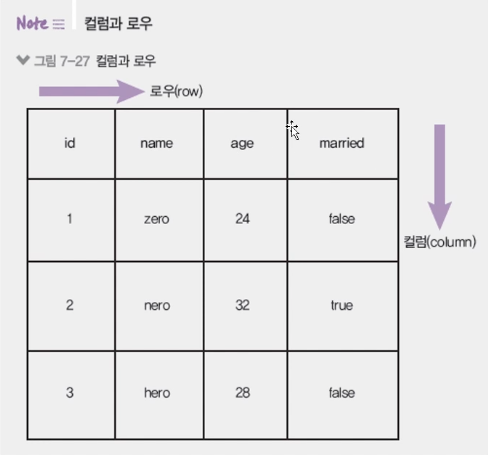 Note 컬럼과 로우
그림 7-27 컬럼과 로우
로우(row)
id name age married
1 zero 24 false
컬럼(column)
2 nero 32 true
3 hero 28 false